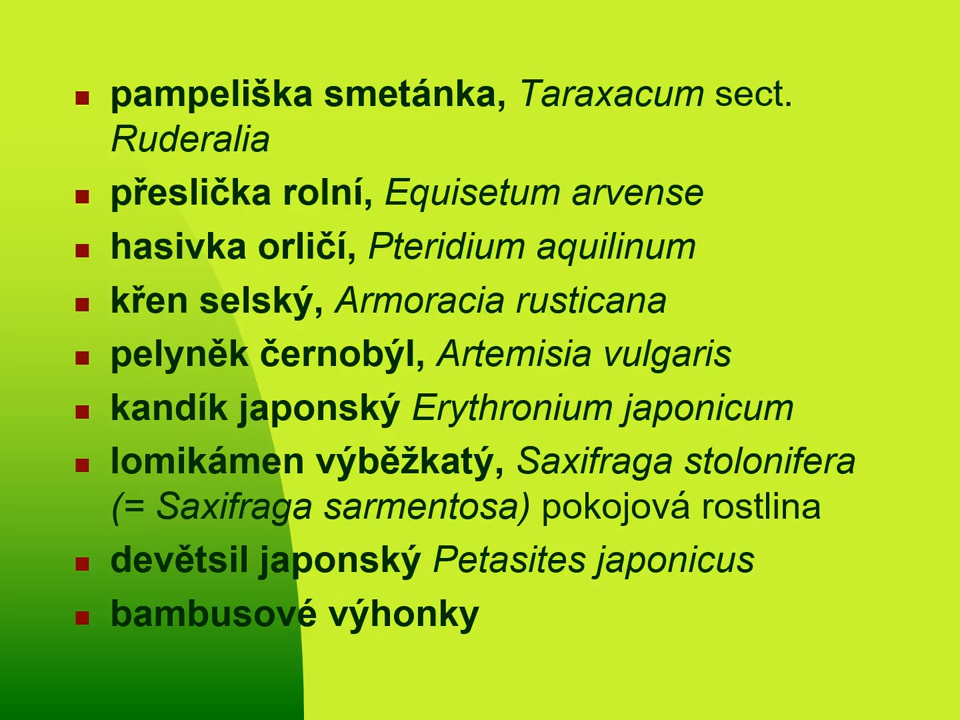 pampeliška smetánka, Taraxacum sect.
Ruderalia
přeslička rolní, Equisetum arvense
hasivka orličí, Pteridium aquilinum
křen selský, Armoracia rusticana
pelyněk černobýl, Artemisia vulgaris
kandík japonský Erythronium japonicum
lomikámen výběžkatý, Saxifraga stolonifera
(= Saxifraga sarmentosa) pokojová rostlina
devětsil japonský Petasites japonicus
bambusové výhonky